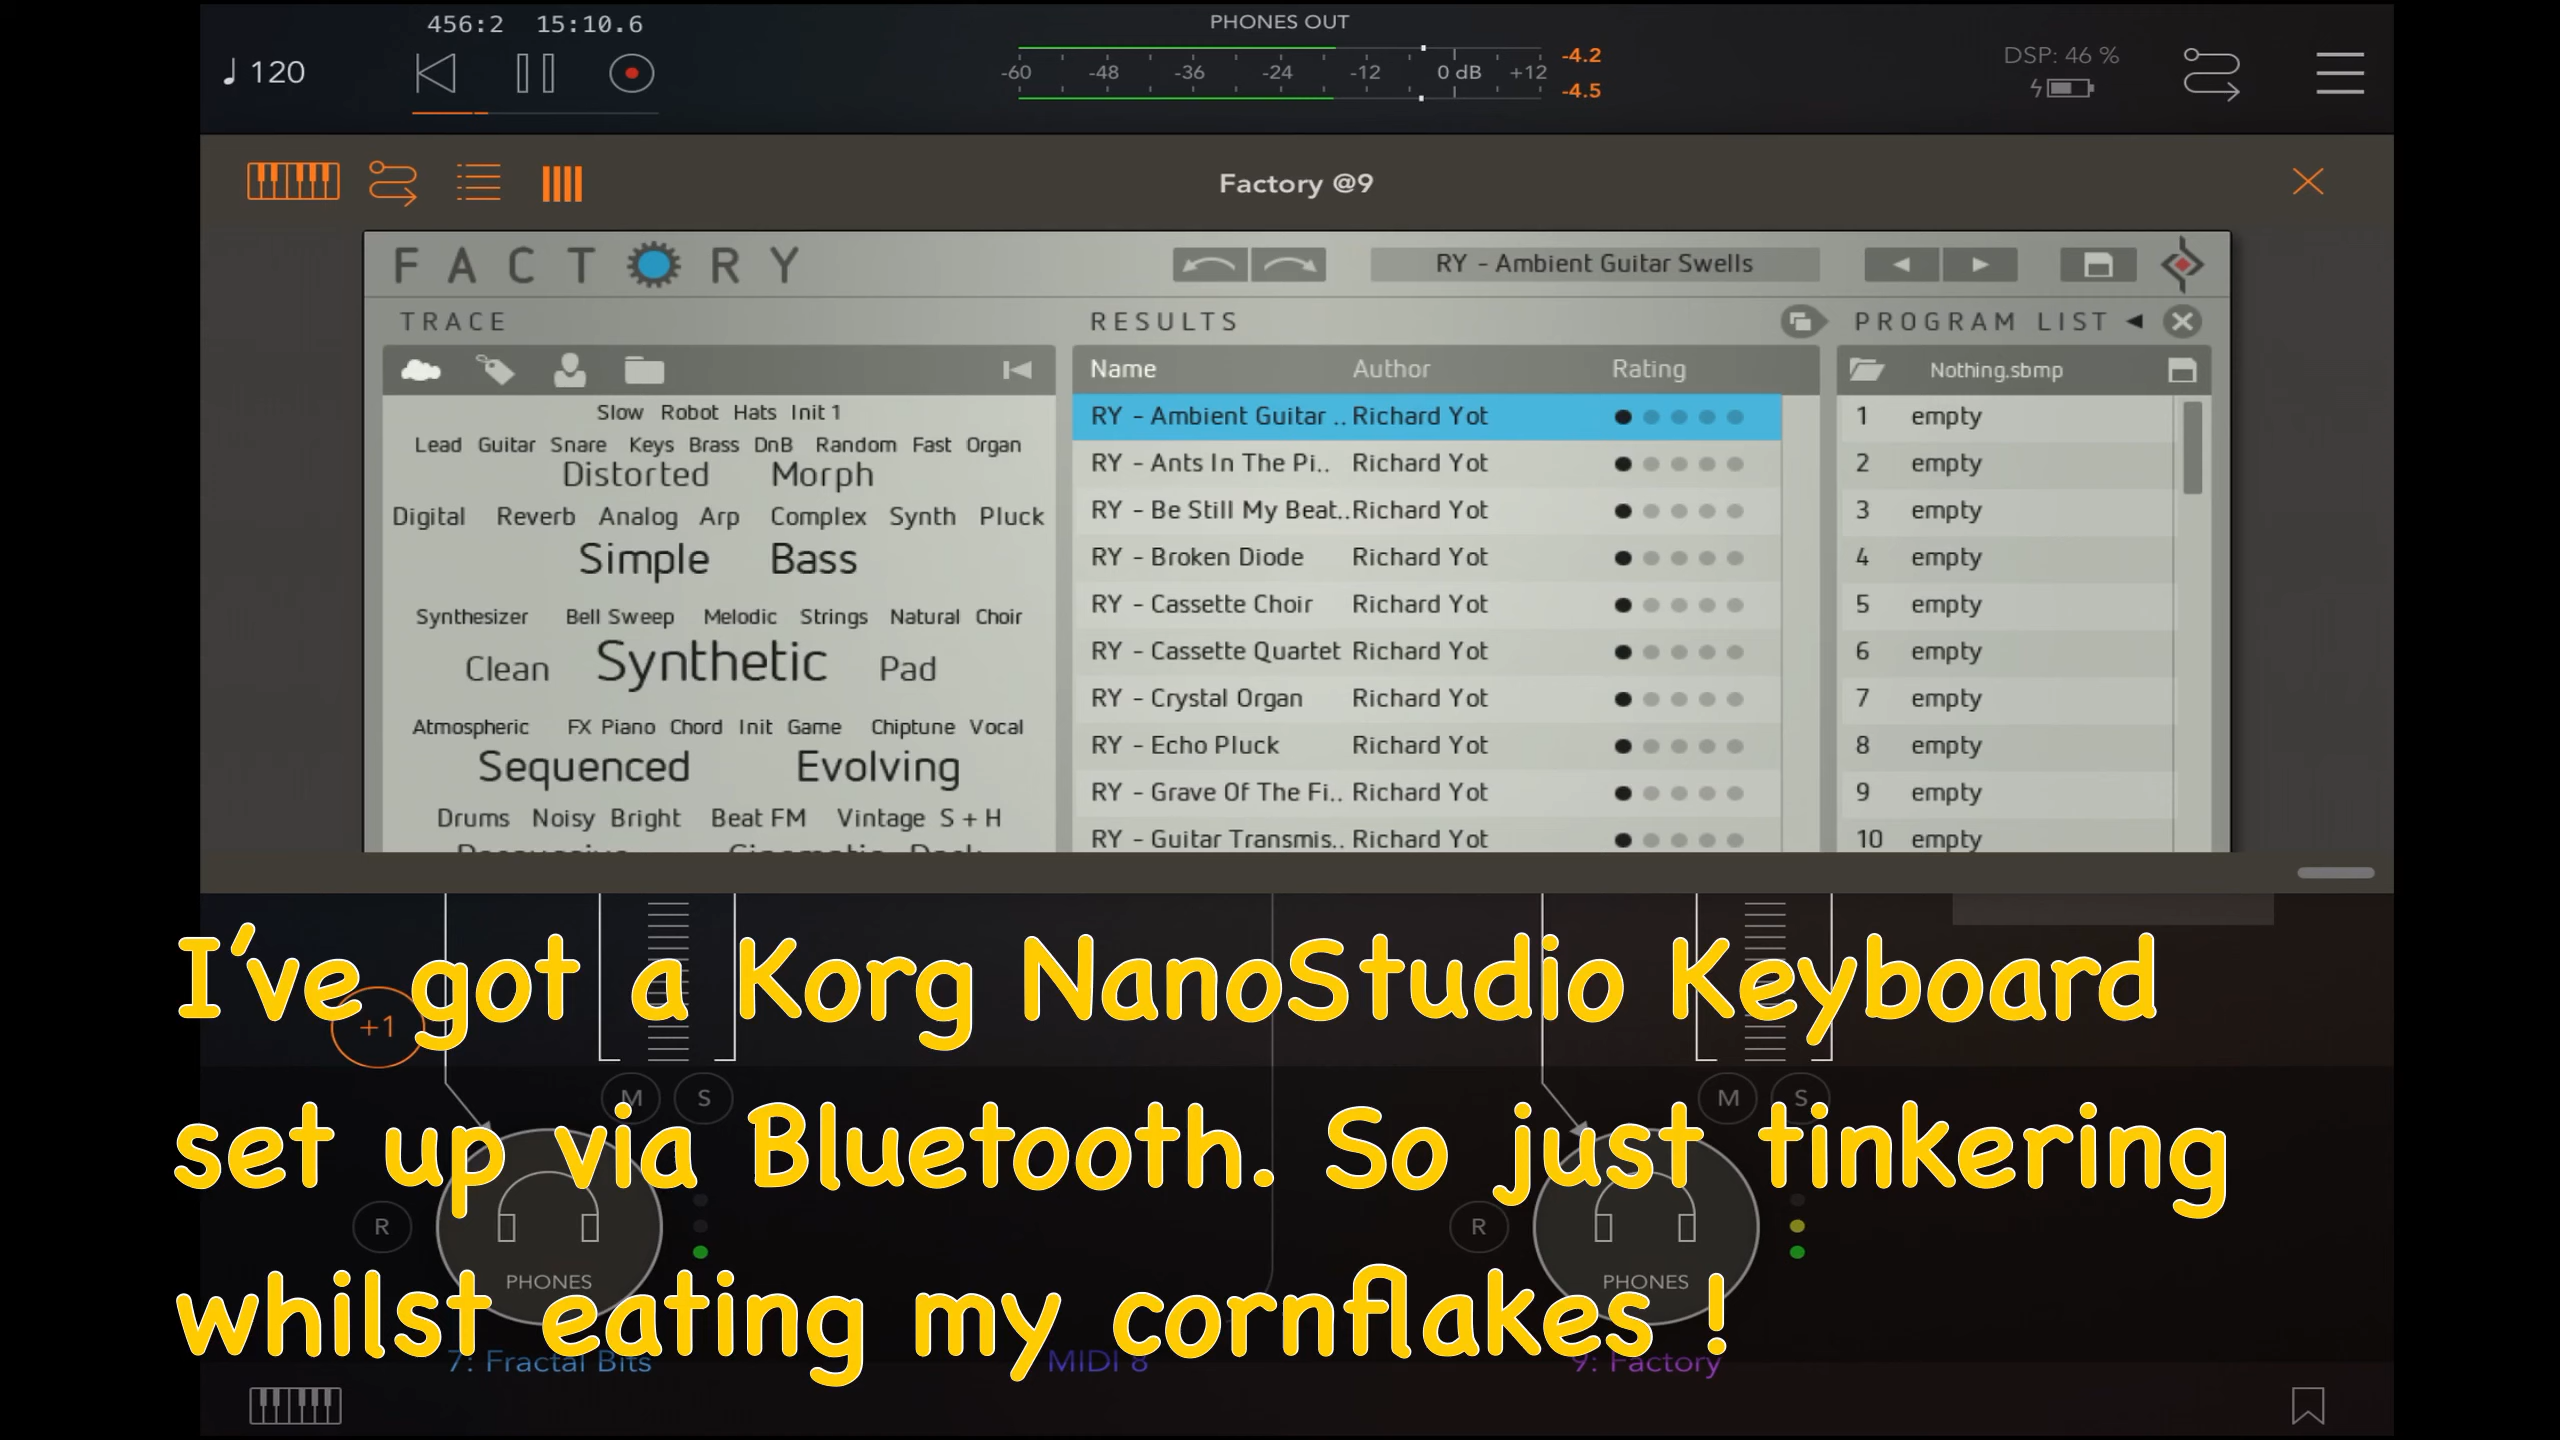 456:2 15:10.6
PHONES OUT
120
-60 -48 -36 -24 -12 0 dB +12
-4.2
-4.5
DSP: 46 %
Factory @9
FACTORY
RY - Ambient Guitar Swells
TRACE
RESULTS
PROGRAM LIST
Name Author Rating
Nothing.sbmp
Slow Robot Hats Init 1
Lead Guitar Snare Keys Brass DnB Random Fast Organ
Distorted Morph
Digital Reverb Analog Arp Complex Synth Pluck
Simple Bass
Synthesizer Bell Sweep Melodic Strings Natural Choir
Clean Synthetic Pad
Atmospheric FX Piano Chord Init Game Chiptune Vocal
Sequenced Evolving
Drums Noisy Bright Beat FM Vintage S + H
Percussive Cinematic Dark
RY - Ambient Guitar .. Richard Yot
RY - Ants In The Pi.. Richard Yot
RY - Be Still My Beat.. Richard Yot
RY - Broken Diode Richard Yot
RY - Cassette Choir Richard Yot
RY - Cassette Quartet Richard Yot
RY - Crystal Organ Richard Yot
RY - Echo Pluck Richard Yot
RY - Grave Of The Fi.. Richard Yot
RY - Guitar Transmis.. Richard Yot
1 empty
2 empty
3 empty
4 empty
5 empty
6 empty
7 empty
8 empty
9 empty
10 empty
I've got a Korg NanoStudio Keyboard
set up via Bluetooth. So just tinkering
whilst eating my cornflakes !
+1
M S
M S
R
PHONES
R
PHONES
7: Fractal Bits
MIDI 8
9: Factory